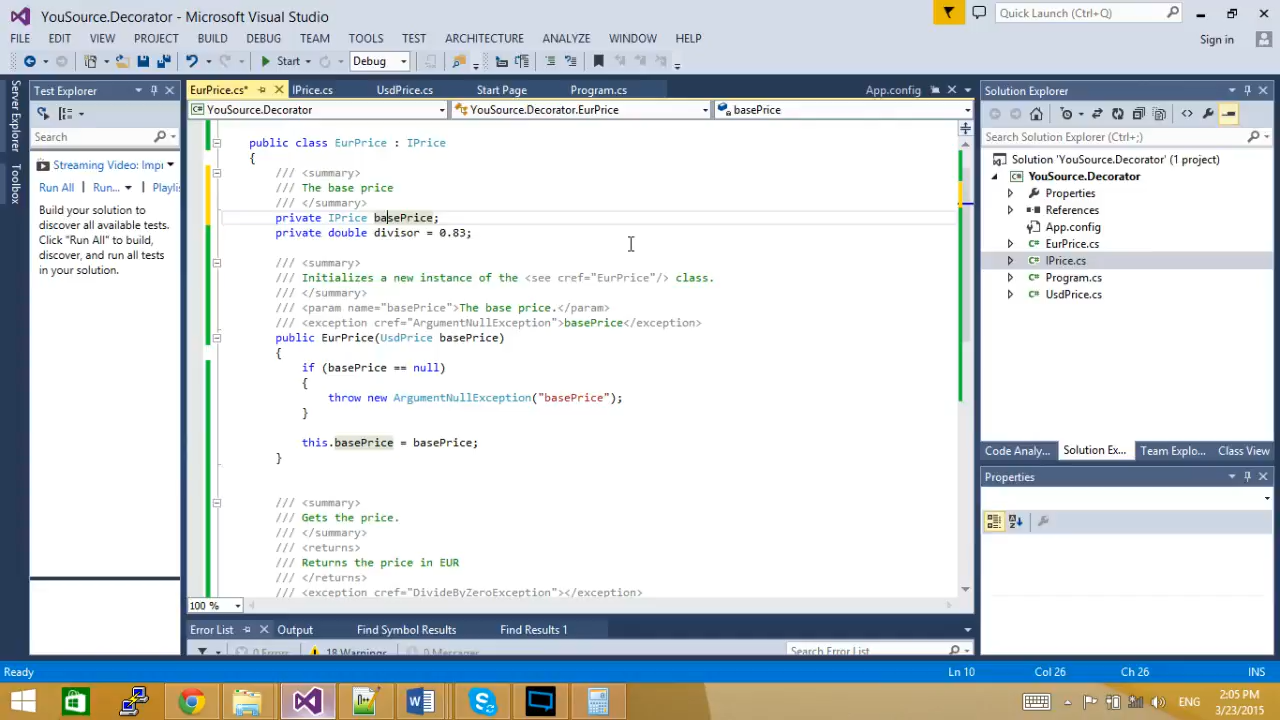 YouSource.Decorator - Microsoft Visual Studio
Quick Launch (Ctrl+Q)
FILE EDIT VIEW PROJECT BUILD DEBUG TEAM TOOLS TEST ARCHITECTURE ANALYZE WINDOW HELP
Sign in
Start Debug
Server Explorer
Toolbox
Test Explorer
Search
Streaming Video: Impr
Run All Run... Playlis
Build your solution to
discover all available tests.
Click "Run All" to build,
discover, and run all tests
in your solution.
EurPrice.cs* IPrice.cs UsdPrice.cs Start Page Program.cs App.config
YouSource.Decorator YouSource.Decorator.EurPrice basePrice
public class EurPrice : IPrice
{
/// <summary>
/// The base price
/// </summary>
private IPrice basePrice;
private double divisor = 0.83;
/// <summary>
/// Initializes a new instance of the <see cref="EurPrice"/> class.
/// </summary>
/// <param name="basePrice">The base price.</param>
/// <exception cref="ArgumentNullException">basePrice</exception>
public EurPrice(UsdPrice basePrice)
{
if (basePrice == null)
{
throw new ArgumentNullException("basePrice");
}
this.basePrice = basePrice;
}
/// <summary>
/// Gets the price.
/// </summary>
/// <returns>
/// Returns the price in EUR
/// </returns>
/// <exception cref="DivideByZeroException"></exception>
100 %
Error List Output Find Symbol Results Find Results 1
0 Errors 18 Warnings 0 Messages Search Error List
Solution Explorer
Search Solution Explorer (Ctrl+;)
Solution 'YouSource.Decorator' (1 project)
YouSource.Decorator
Properties
References
App.config
EurPrice.cs
IPrice.cs
Program.cs
UsdPrice.cs
Code Analy... Solution Ex... Team Explo... Class View
Properties
Ready Ln 10 Col 26 Ch 26 INS
ENG
2:05 PM
3/23/2015